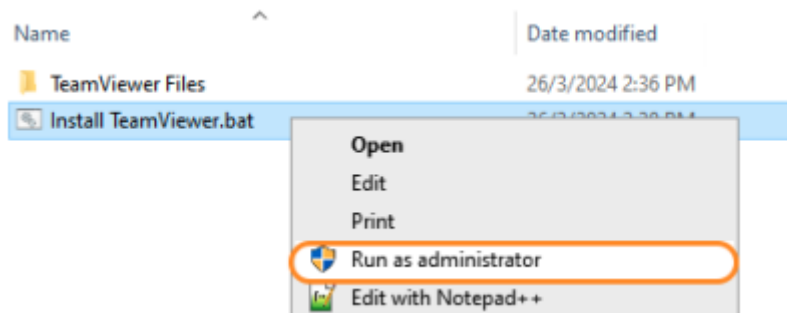 Name Date modified
TeamViewer Files 26/3/2024 2:36 PM
Install TeamViewer.bat
Open
Edit
Print
Run as administrator
Edit with Notepad++